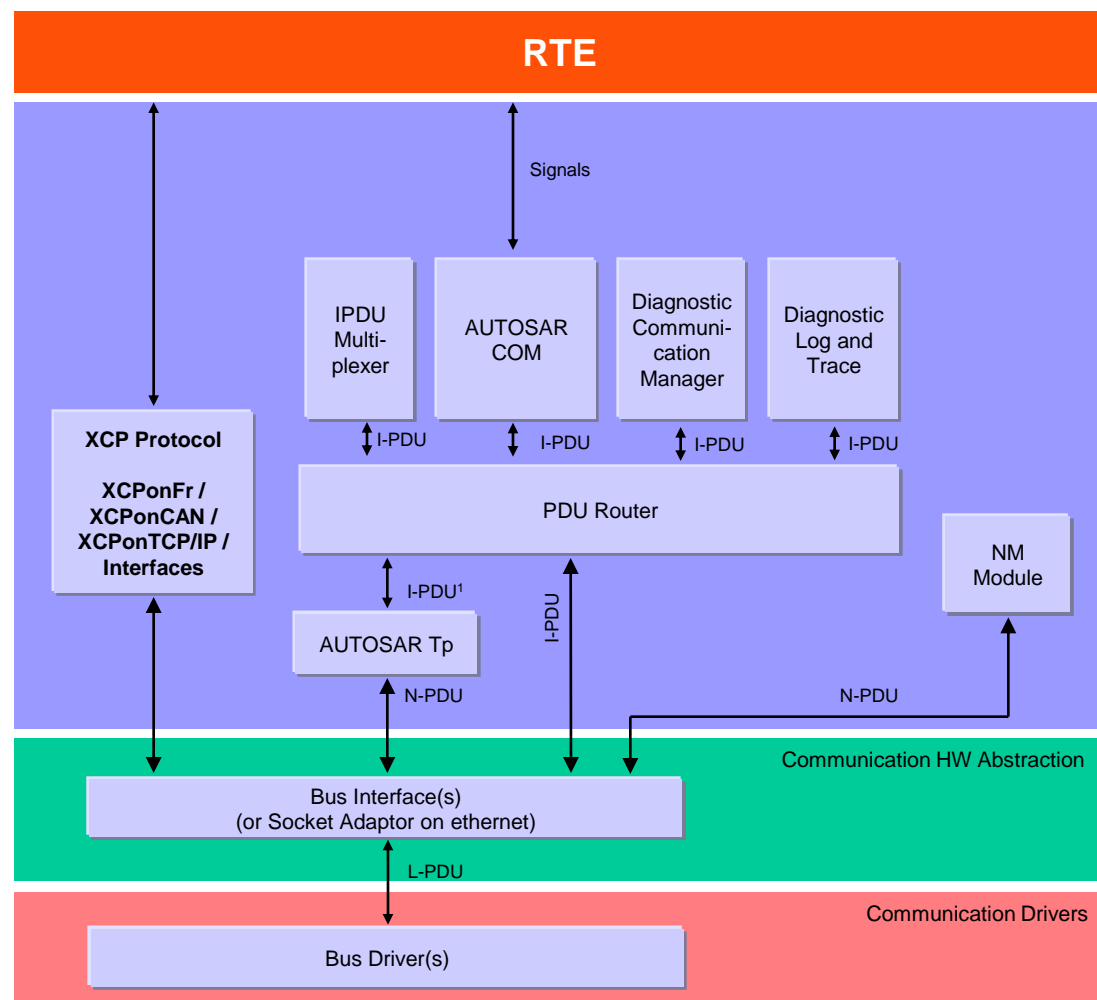 RTE
Signals
IPDU
Multi-
plexer
AUTOSAR
COM
Diagnostic
Communi-
cation
Manager
Diagnostic
Log and
Trace
XCP Protocol
XCPonFr /
XCPonCAN /
XCPonTCP/IP /
Interfaces
I-PDU
I-PDU
I-PDU
I-PDU
PDU Router
NM
Module
I-PDU¹
I-PDU
AUTOSAR Tp
N-PDU
N-PDU
Communication HW Abstraction
Bus Interface(s)
(or Socket Adaptor on ethernet)
L-PDU
Communication Drivers
Bus Driver(s)